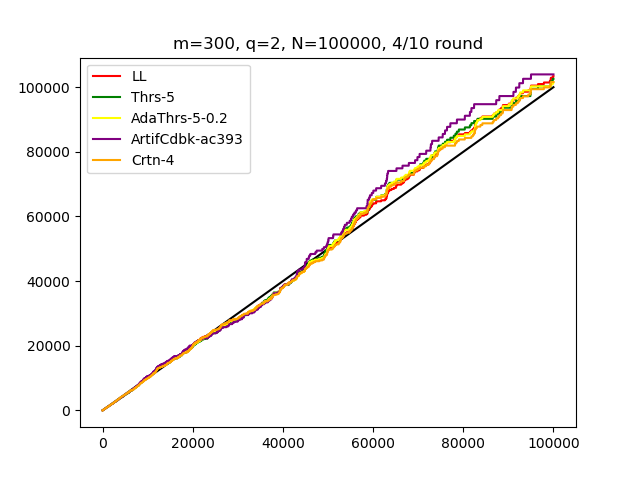 m=300, q=2, N=100000, 4/10 round
LL
Thrs-5
AdaThrs-5-0.2
ArtifCdbk-ac393
Crtn-4
100000
80000
60000
40000
20000
0
0 20000 40000 60000 80000 100000